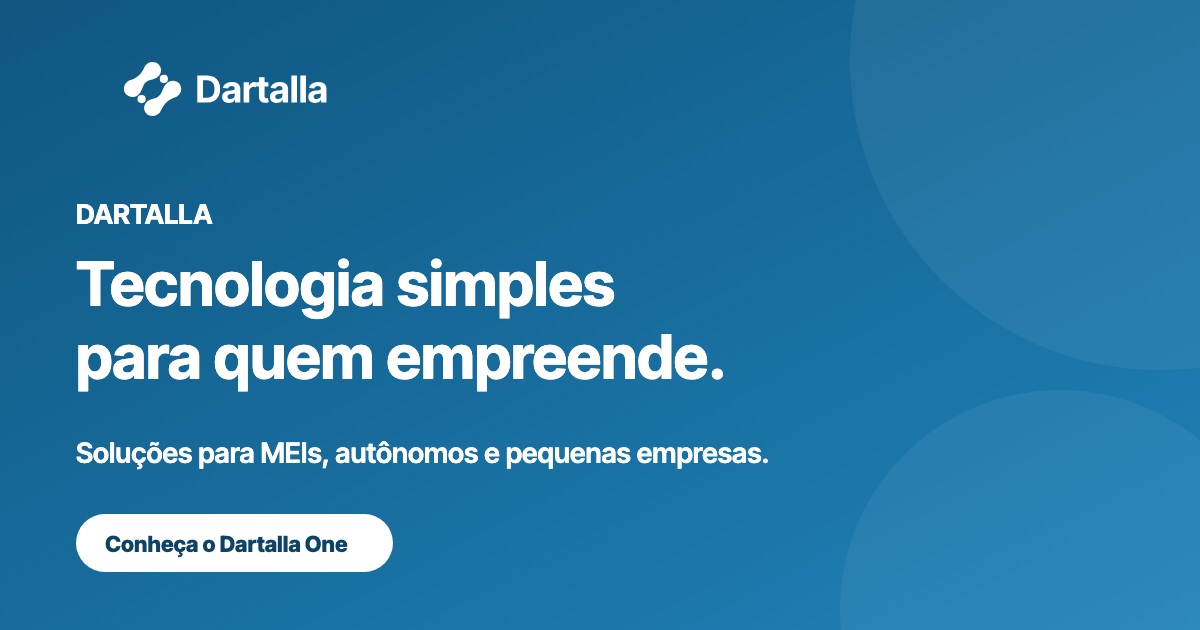 Dartalla
DARTALLA
Tecnologia simples
para quem empreende.
Soluções para MEIs, autônomos e pequenas empresas.
Conheça o Dartalla One